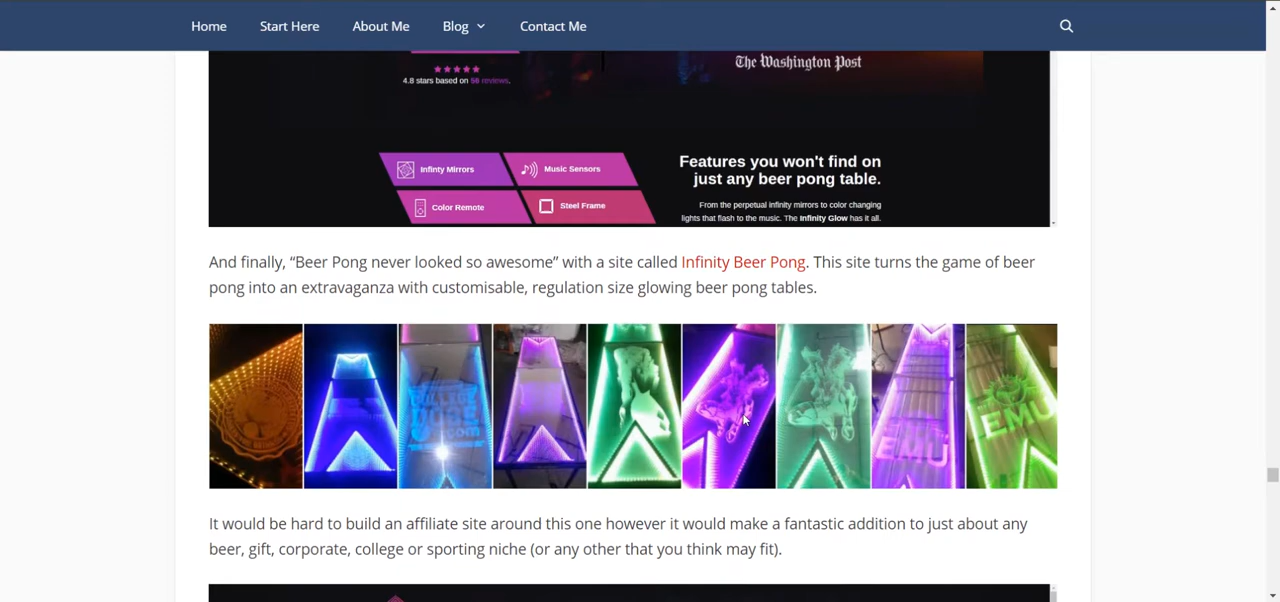 Home Start Here About Me Blog Contact Me
The Washington Post
4.8 stars based on 56 reviews.
Infinty Mirrors Music Sensors
Color Remote Steel Frame
Features you won't find on
just any beer pong table.
From the perpetual infinity mirrors to color changing
lights that flash to the music. The Infinity Glow has it all.
And finally, “Beer Pong never looked so awesome” with a site called Infinity Beer Pong. This site turns the game of beer
pong into an extravaganza with customisable, regulation size glowing beer pong tables.
EMU
EMU
It would be hard to build an affiliate site around this one however it would make a fantastic addition to just about any
beer, gift, corporate, college or sporting niche (or any other that you think may fit).